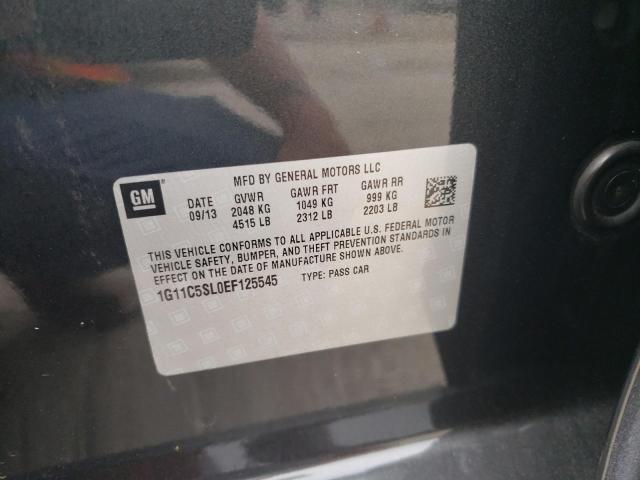 GM
MFD BY GENERAL MOTORS LLC
DATE GVWR GAWR FRT GAWR RR
09/13 2048 KG 1049 KG 999 KG
4515 LB 2312 LB 2203 LB
THIS VEHICLE CONFORMS TO ALL APPLICABLE U.S. FEDERAL MOTOR
VEHICLE SAFETY, BUMPER, AND THEFT PREVENTION STANDARDS IN
EFFECT ON THE DATE OF MANUFACTURE SHOWN ABOVE.
1G11C5SL0EF125545 TYPE: PASS CAR